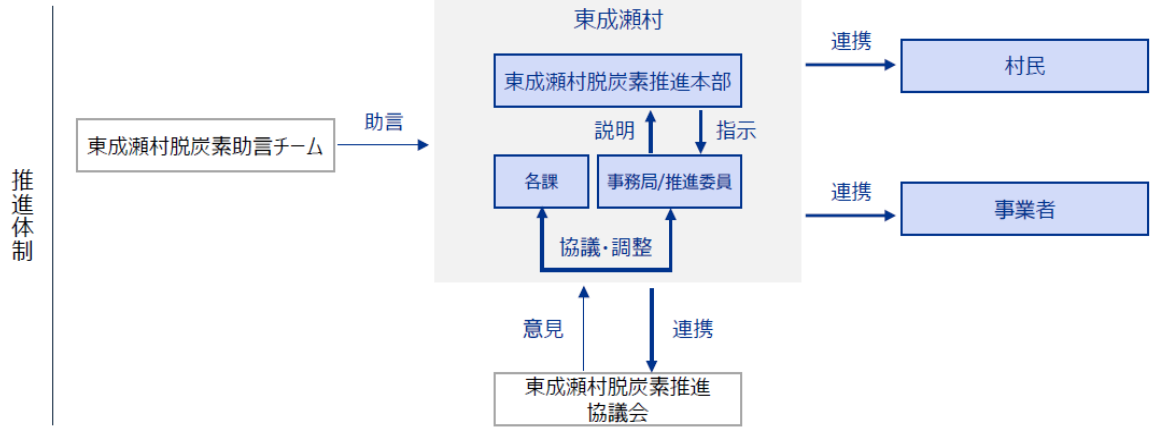 推進体制
東成瀬村
東成瀬村脱炭素推進本部
説明
指示
各課
事務局/推進委員
協議・調整
東成瀬村脱炭素助言チーム
助言
連携
村民
連携
事業者
意見
連携
東成瀬村脱炭素推進
協議会